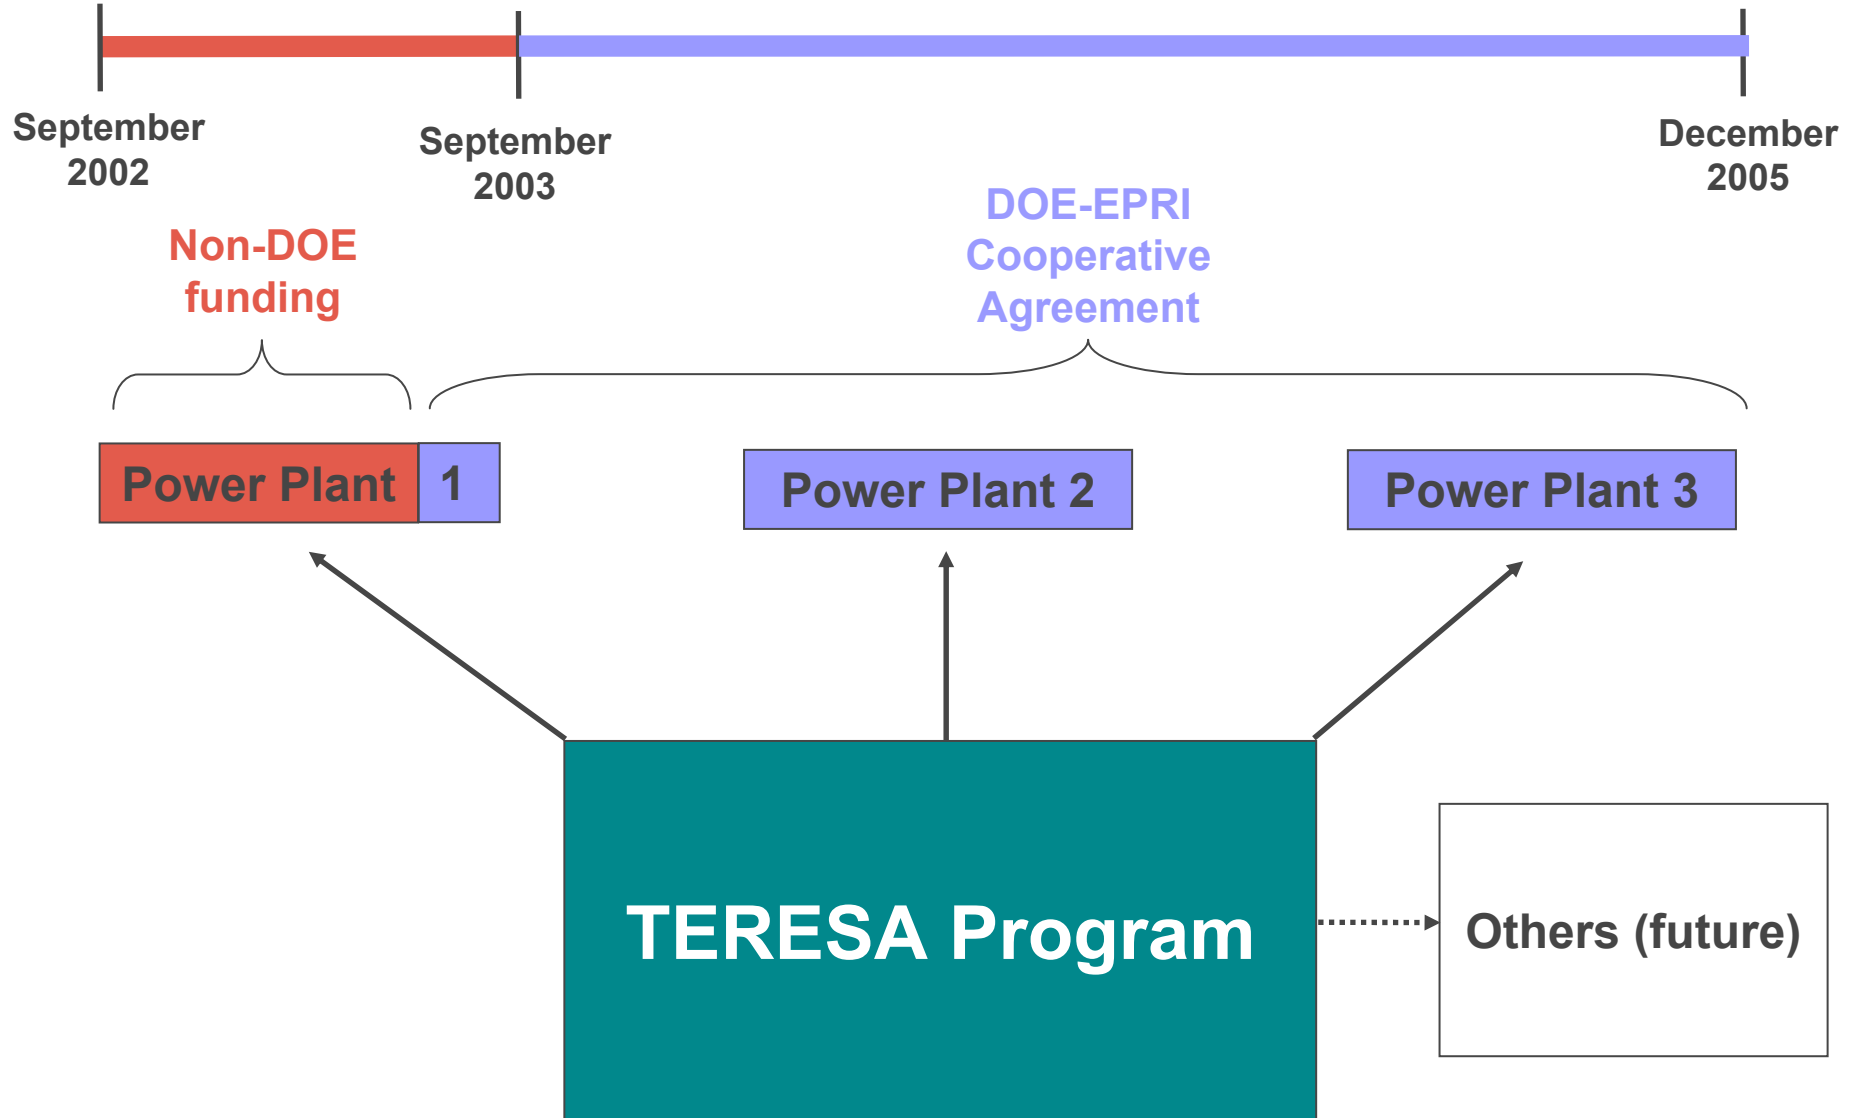 September
2002
September
2003
December
2005
Non-DOE
funding
DOE-EPRI
Cooperative
Agreement
Power Plant 1
Power Plant 2
Power Plant 3
TERESA Program
Others (future)